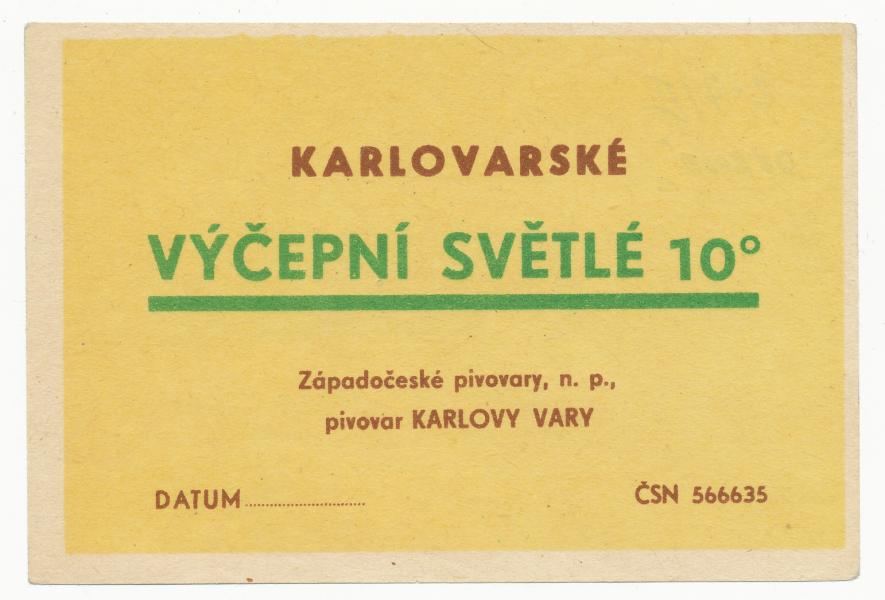 KARLOVARSKÉ
VÝČEPNÍ SVĚTLÉ 10°
Západočeské pivovary, n. p.,
pivovar KARLOVY VARY
DATUM....................
ČSN 566635